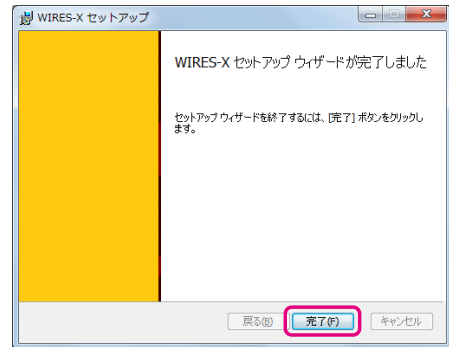 WIRES-X セットアップ
WIRES-X セットアップ ウィザードが完了しました
セットアップ ウィザードを終了するには、[完了] ボタンをクリックし
ます。
戻る(B) 完了(F) キャンセル